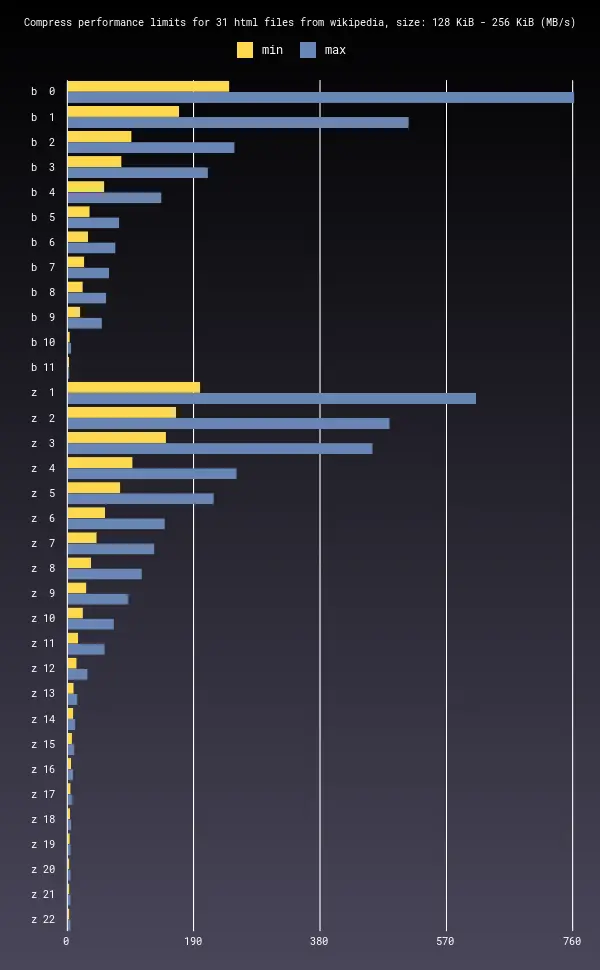 Compress performance limits for 31 html files from wikipedia, size: 128 KiB - 256 KiB (MB/s)
min max
b 0
b 1
b 2
b 3
b 4
b 5
b 6
b 7
b 8
b 9
b 10
b 11
z 1
z 2
z 3
z 4
z 5
z 6
z 7
z 8
z 9
z 10
z 11
z 12
z 13
z 14
z 15
z 16
z 17
z 18
z 19
z 20
z 21
z 22
0 190 380 570 760